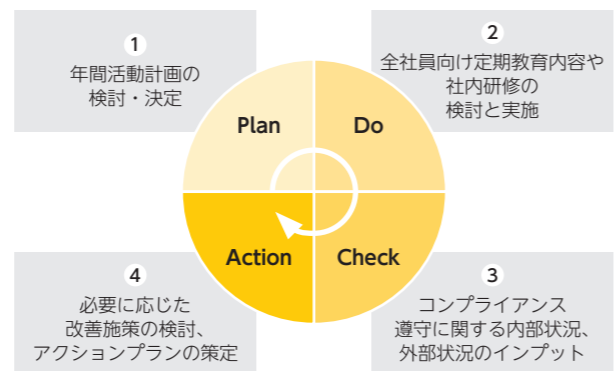 1
年間活動計画の
検討・決定
2
全社員向け定期教育内容や
社内研修の
検討と実施
Plan
Do
Action
Check
4
必要に応じた
改善施策の検討、
アクションプランの策定
3
コンプライアンス
遵守に関する内部状況、
外部状況のインプット